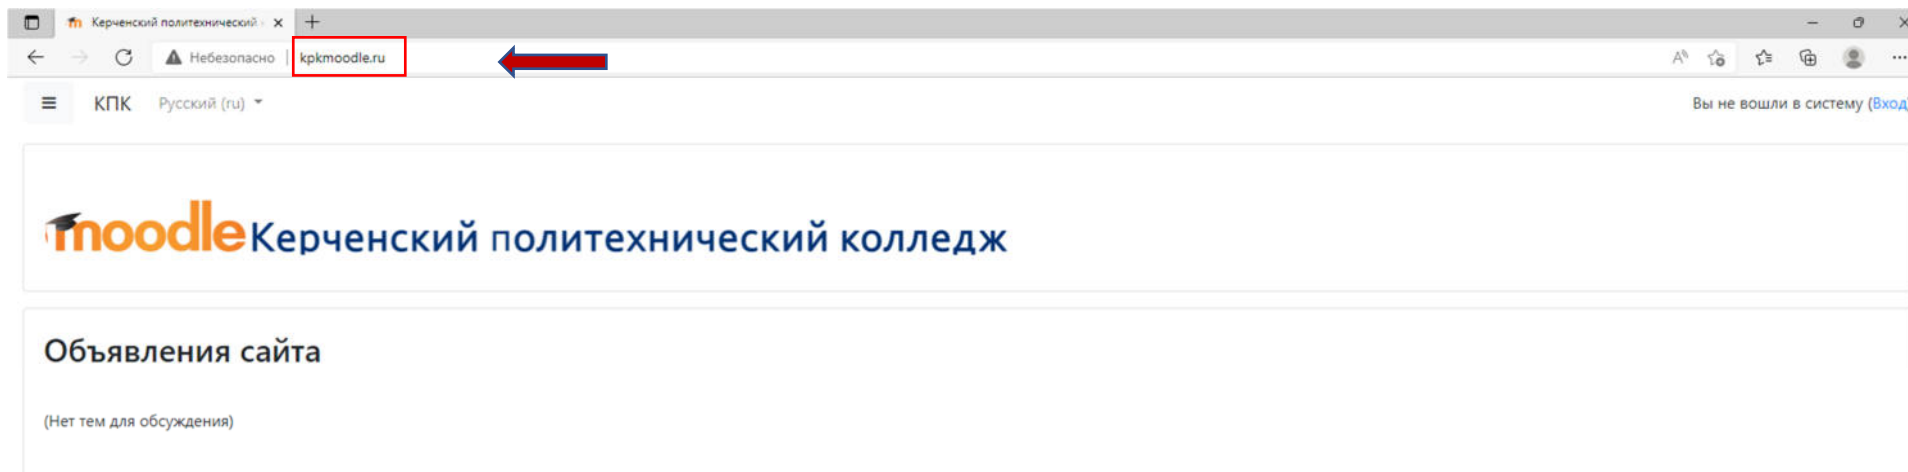 Керченский политехнический
Небезопасно | kpkmoodle.ru
КПК Русский (ru) Вы не вошли в систему (Вход)
moodle Керченский политехнический колледж
Объявления сайта
(Нет тем для обсуждения)